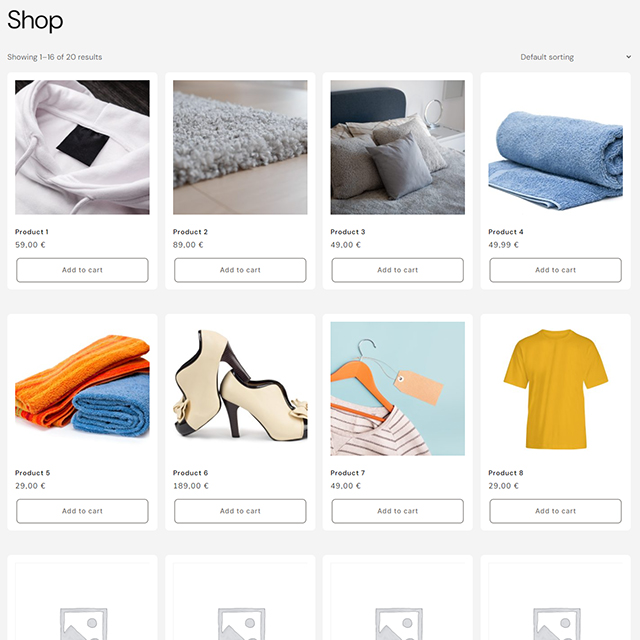 Shop
Showing 1–16 of 20 results
Default sorting
Product 1
59,00 €
Add to cart
Product 2
89,00 €
Add to cart
Product 3
49,00 €
Add to cart
Product 4
49,99 €
Add to cart
Product 5
29,00 €
Add to cart
Product 6
189,00 €
Add to cart
Product 7
49,00 €
Add to cart
Product 8
29,00 €
Add to cart